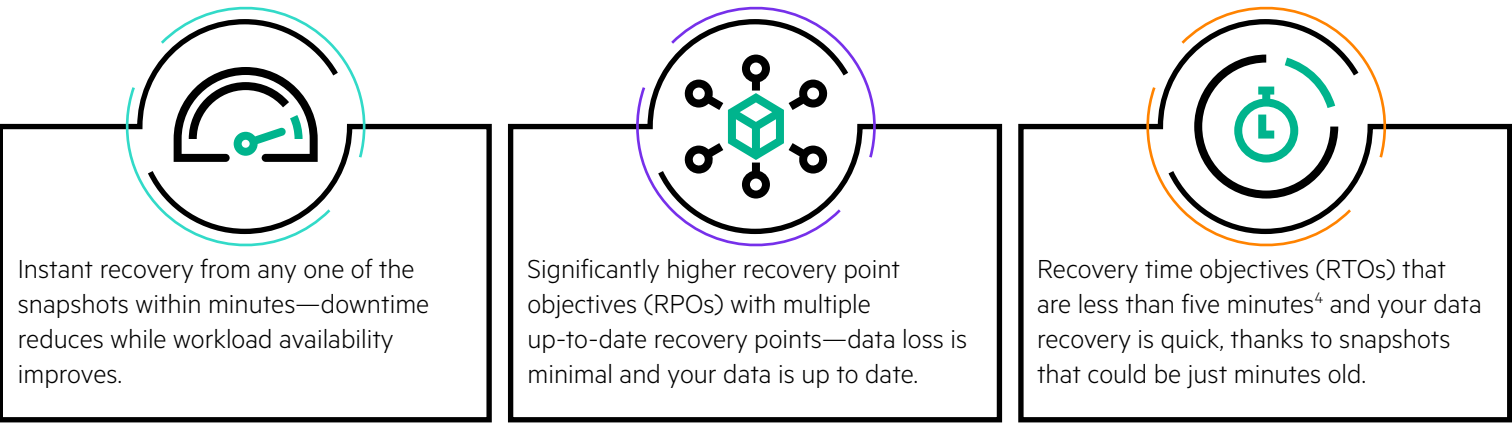 Instant recovery from any one of the
snapshots within minutes—downtime
reduces while workload availability
improves.
Significantly higher recovery point
objectives (RPOs) with multiple
up-to-date recovery points—data loss is
minimal and your data is up to date.
Recovery time objectives (RTOs) that
are less than five minutes⁴ and your data
recovery is quick, thanks to snapshots
that could be just minutes old.